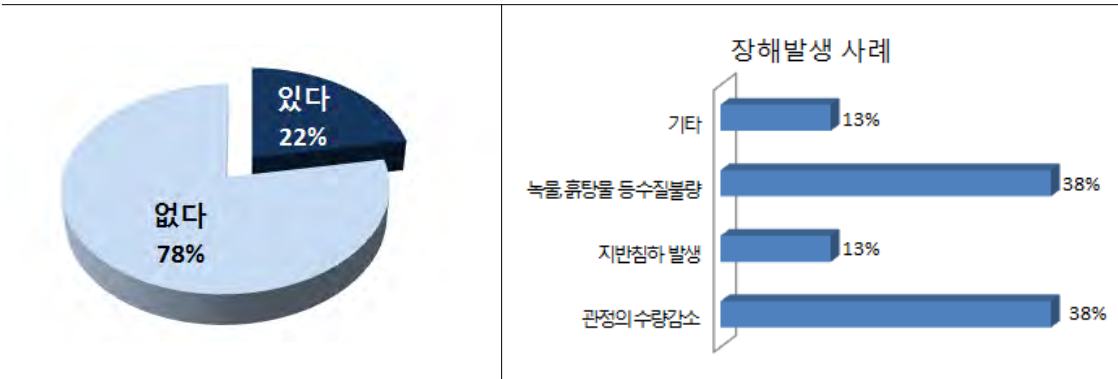 있다
22%
없다
78%
장해발생 사례
기타
13%
녹물,흙탕물 등수질불량
38%
지반침하 발생
13%
관정의 수량감소
38%